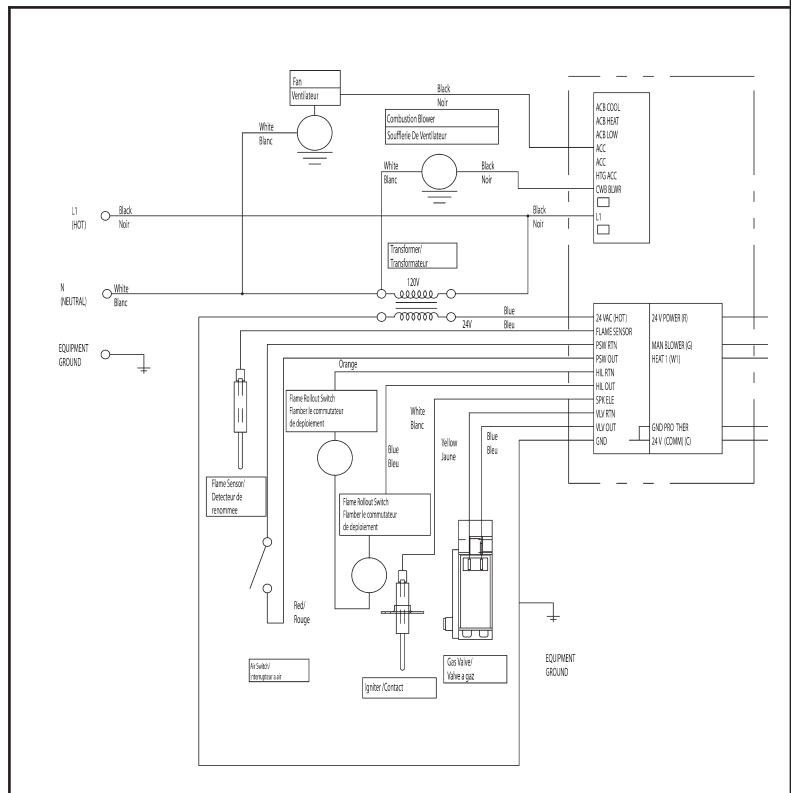 Fan
Ventilateur
Black
Noir
Combustion Blower
Soufflerie De Ventilateur
White
Blanc
White
Blanc
Black
Noir
ACB COOL
ACB HEAT
ACB LOW
ACC
ACC
HTG ACC
CWB BLWR
L1
L1
(HOT)
Black
Noir
Black
Noir
Transformer/
Transformateur
120V
N
(NEUTRAL)
White
Blanc
24V
Blue
Bleu
EQUIPMENT
GROUND
24 VAC (HOT)
FLAME SENSOR
PSW RTN
PSW OUT
HIL RTN
HIL OUT
SPK ELE
VLV RTN
VLV OUT
GND
24 V POWER (R)
MAN BLOWER (G)
HEAT 1 (W1)
GND PRO THER
24 V (COMM) (C)
Orange
Flame Rollout Switch
Flamber le commutateur
de deploiement
White
Blanc
Yellow
Jaune
Blue
Bleu
Blue
Bleu
Flame Sensor/
Detecteur de
renommee
Flame Rollout Switch
Flamber le commutateur
de deploiement
Red/
Rouge
Air Switch/
interrupteur a air
Igniter /Contact
Gas Valve/
Valve a gaz
EQUIPMENT
GROUND